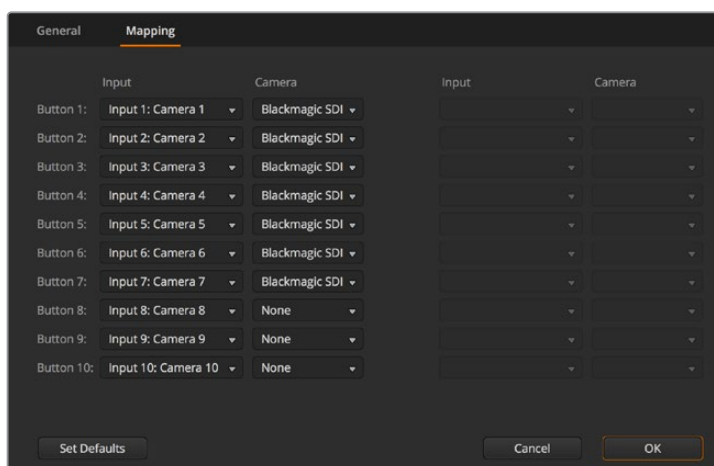 General Mapping
Input Camera Input Camera
Button 1: Input 1: Camera 1 Blackmagic SDI
Button 2: Input 2: Camera 2 Blackmagic SDI
Button 3: Input 3: Camera 3 Blackmagic SDI
Button 4: Input 4: Camera 4 Blackmagic SDI
Button 5: Input 5: Camera 5 Blackmagic SDI
Button 6: Input 6: Camera 6 Blackmagic SDI
Button 7: Input 7: Camera 7 Blackmagic SDI
Button 8: Input 8: Camera 8 None
Button 9: Input 9: Camera 9 None
Button 10: Input 10: Camera 10 None
Set Defaults Cancel OK